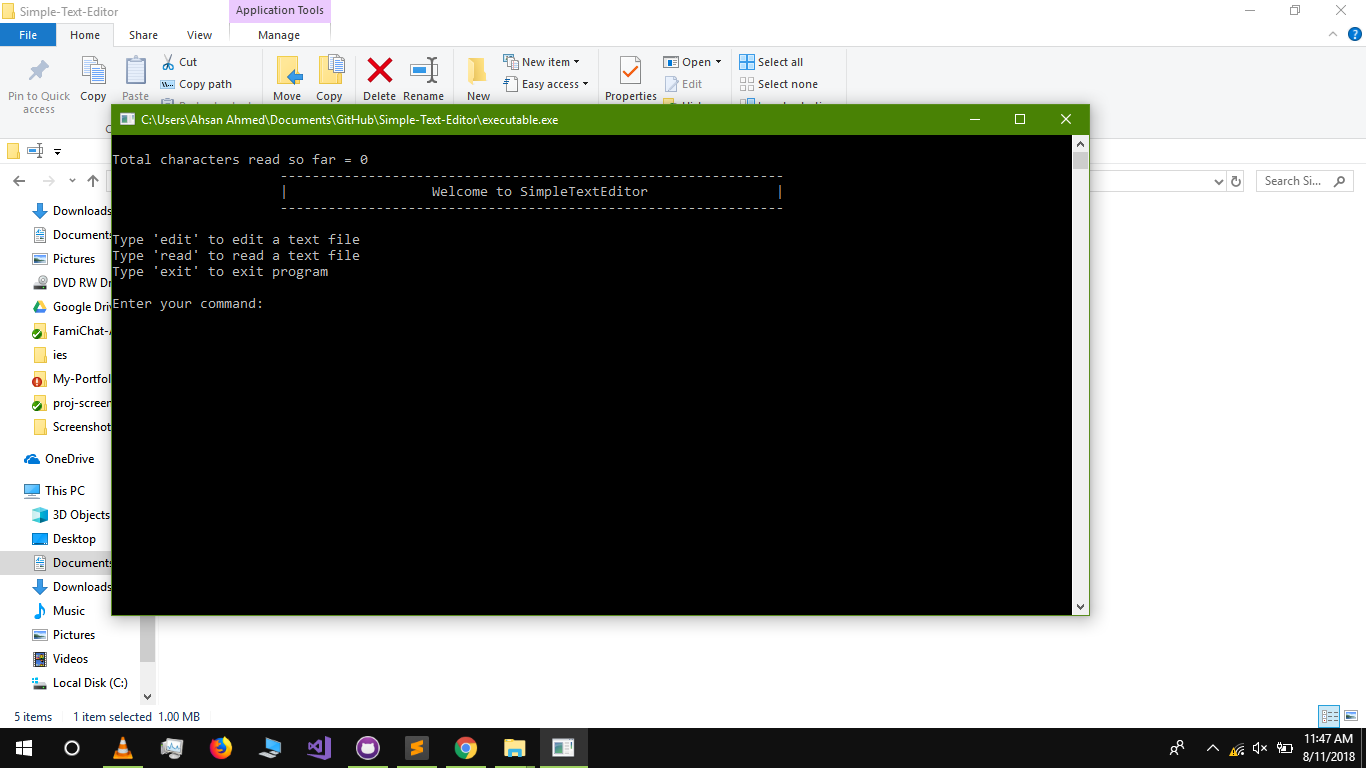 Simple-Text-Editor
Application Tools
File
Home
Share
View
Manage
Pin to Quick
access
Copy
Paste
Cut
Copy path
Move
Copy
Delete
Rename
New
New item
Easy access
Properties
Open
Edit
Select all
Select none
C:\Users\Ahsan Ahmed\Documents\GitHub\Simple-Text-Editor\executable.exe
Total characters read so far = 0
---------------------------------------------------------------
| Welcome to SimpleTextEditor |
---------------------------------------------------------------
Type 'edit' to edit a text file
Type 'read' to read a text file
Type 'exit' to exit program
Enter your command:
Search Si...
Downloads
Documents
Pictures
DVD RW Dr
Google Driv
FamiChat-
ies
My-Portfol
proj-screen
Screenshot
OneDrive
This PC
3D Objects
Desktop
Documents
Downloads
Music
Pictures
Videos
Local Disk (C:)
5 items
1 item selected 1.00 MB
11:47 AM
8/11/2018